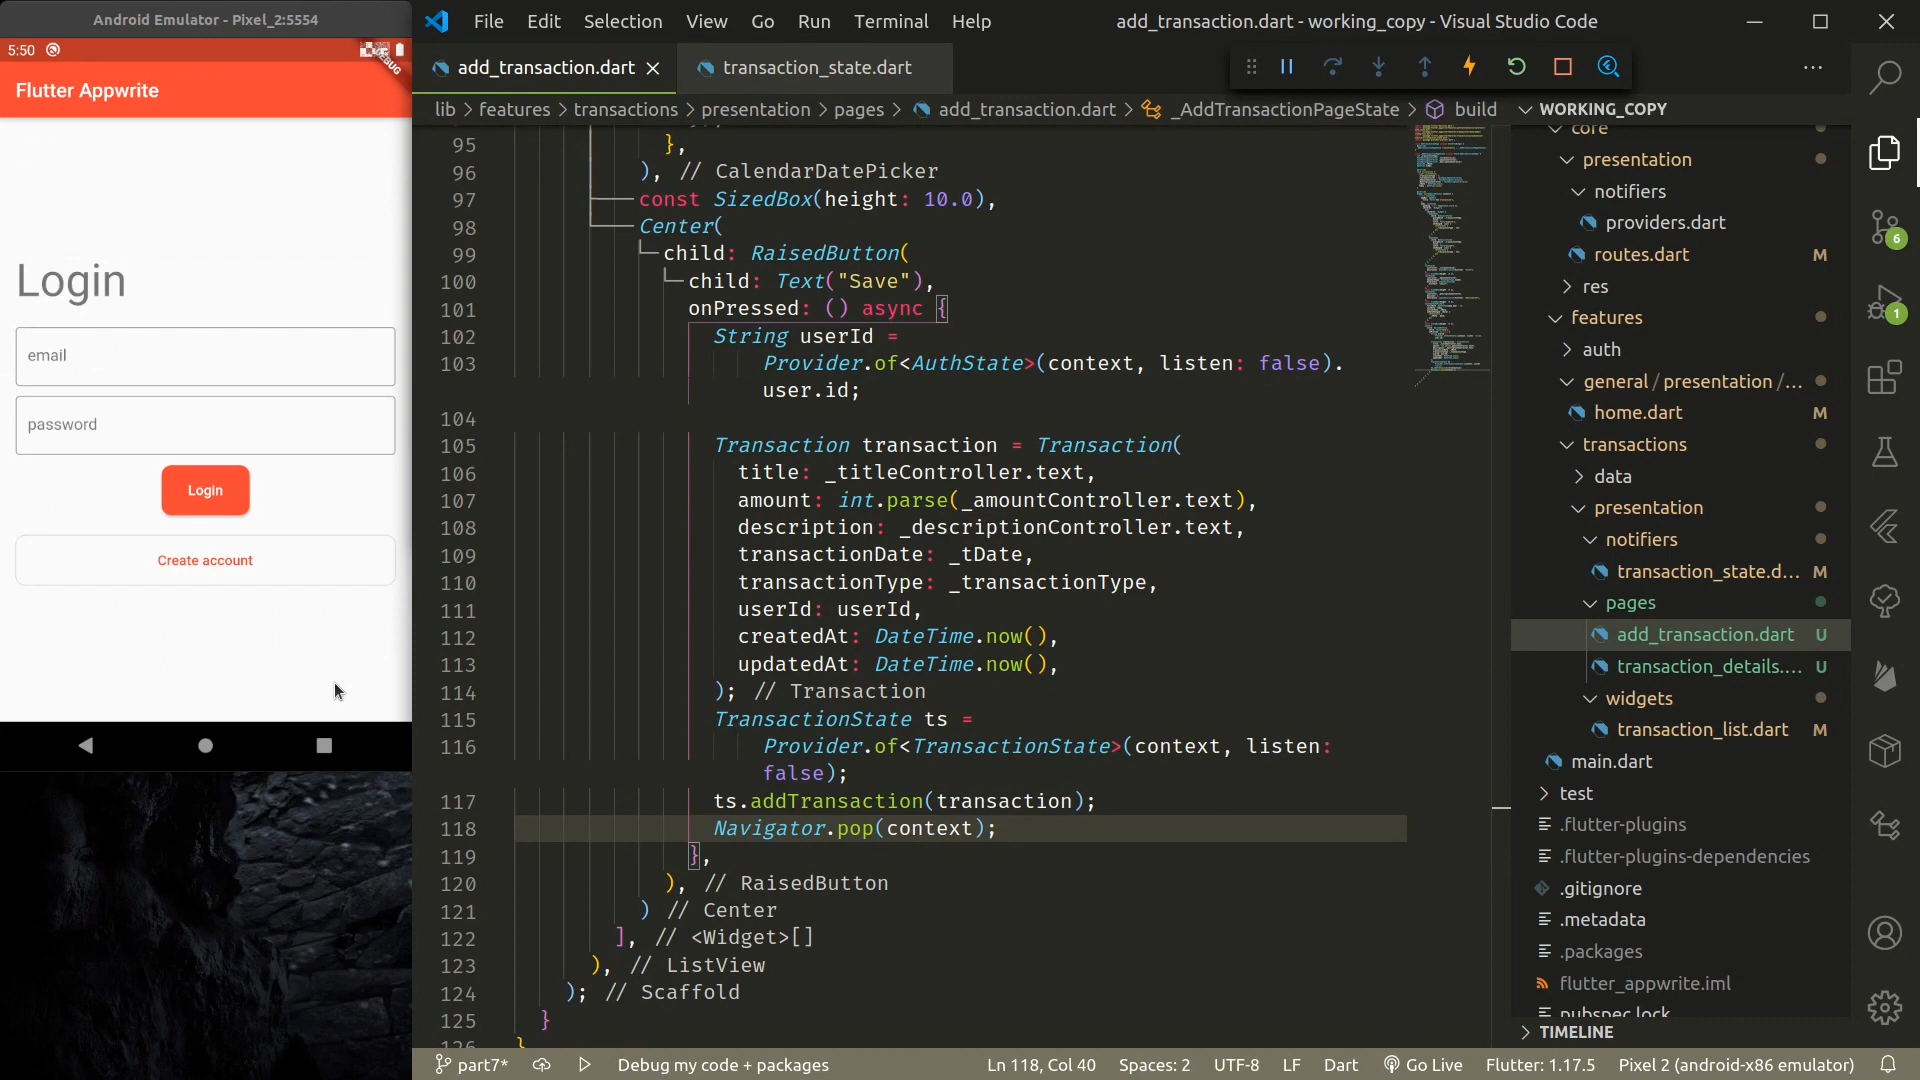 Android Emulator - Pixel_2:5554
5:50
DEBUG
Flutter Appwrite
Login
email
password
Login
Create account
File Edit Selection View Go Run Terminal Help
add_transaction.dart - working_copy - Visual Studio Code
add_transaction.dart
transaction_state.dart
lib > features > transactions > presentation > pages > add_transaction.dart > _AddTransactionPageState > build
95 },
96 ), // CalendarDatePicker
97 const SizedBox(height: 10.0),
98 Center(
99 child: RaisedButton(
100 child: Text("Save"),
101 onPressed: () async {
102 String userId =
103 Provider.of<AuthState>(context, listen: false).
user.id;
104
105 Transaction transaction = Transaction(
106 title: _titleController.text,
107 amount: int.parse(_amountController.text),
108 description: _descriptionController.text,
109 transactionDate: _tDate,
110 transactionType: _transactionType,
111 userId: userId,
112 createdAt: DateTime.now(),
113 updatedAt: DateTime.now(),
114 ); // Transaction
115 TransactionState ts =
116 Provider.of<TransactionState>(context, listen:
false);
117 ts.addTransaction(transaction);
118 Navigator.pop(context);
119 },
120 ), // RaisedButton
121 ) // Center
122 ], // <Widget>[]
123 ), // ListView
124 ); // Scaffold
125 }
126 }
WORKING_COPY
core
presentation
notifiers
providers.dart
routes.dart M
res
features
auth
general / presentation / ...
home.dart M
transactions
data
presentation
notifiers
transaction_state.d... M
pages
add_transaction.dart U
transaction_details.... U
widgets
transaction_list.dart M
main.dart
test
.flutter-plugins
.flutter-plugins-dependencies
.gitignore
.metadata
.packages
flutter_appwrite.iml
pubspec.lock
TIMELINE
6
1
part7* Debug my code + packages Ln 118, Col 40 Spaces: 2 UTF-8 LF Dart Go Live Flutter: 1.17.5 Pixel 2 (android-x86 emulator)